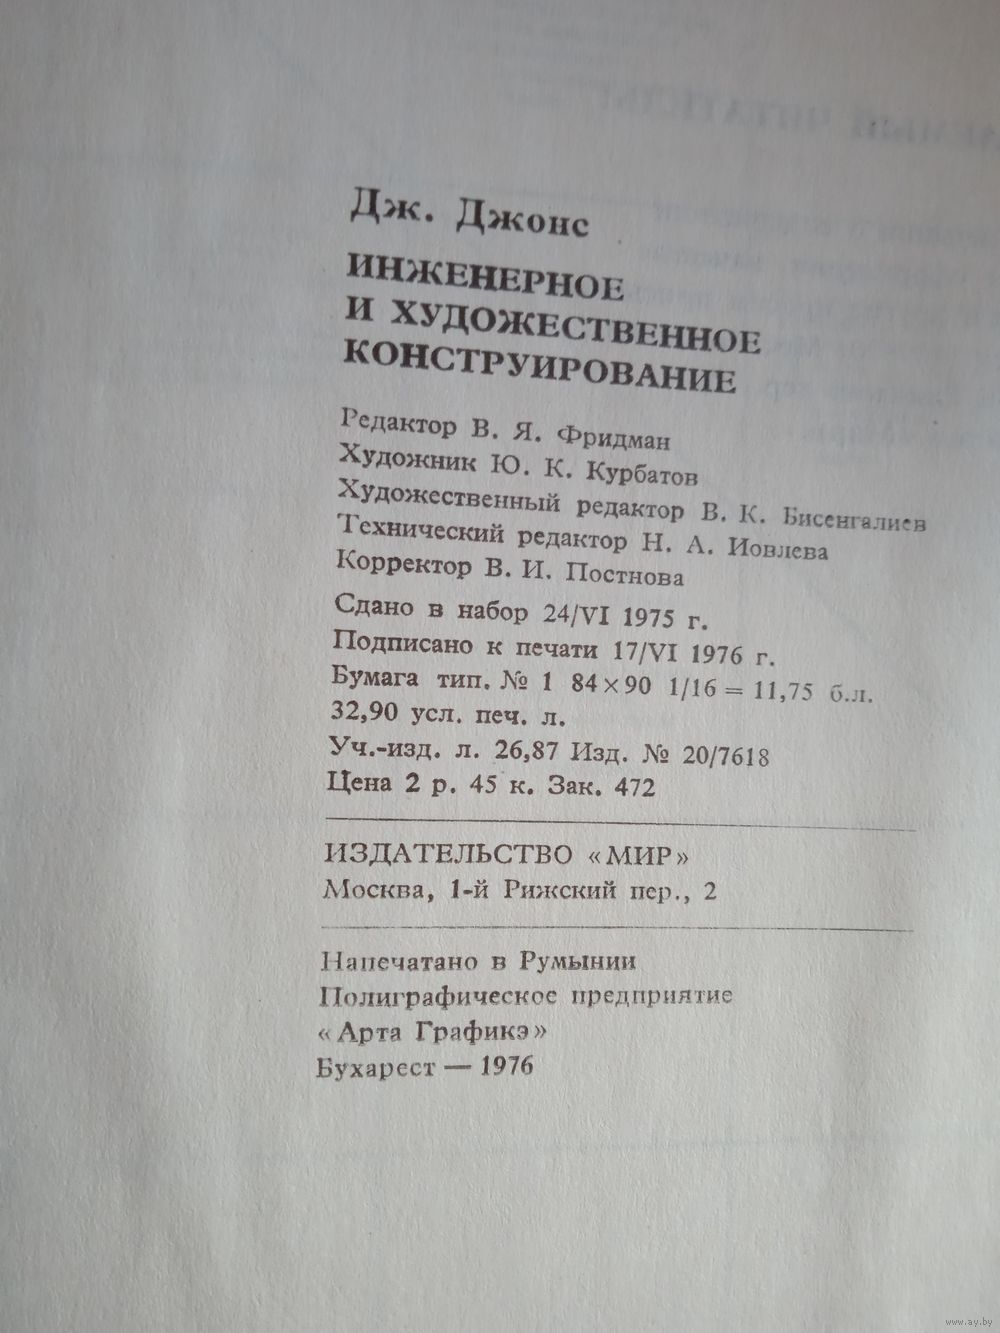 Дж. Джонс
ИНЖЕНЕРНОЕ
И ХУДОЖЕСТВЕННОЕ
КОНСТРУИРОВАНИЕ
Редактор В. Я. Фридман
Художник Ю. К. Курбатов
Художественный редактор В. К. Бисенгалиев
Технический редактор Н. А. Иовлева
Корректор В. И. Постнова
Сдано в набор 24/VI 1975 г.
Подписано к печати 17/VI 1976 г.
Бумага тип. № 1 84×90 1/16 = 11,75 б.л.
32,90 усл. печ. л.
Уч.-изд. л. 26,87 Изд. № 20/7618
Цена 2 р. 45 к. Зак. 472
ИЗДАТЕЛЬСТВО «МИР»
Москва, 1-й Рижский пер., 2
Напечатано в Румынии
Полиграфическое предприятие
«Арта Графикэ»
Бухарест — 1976
www.ay.by